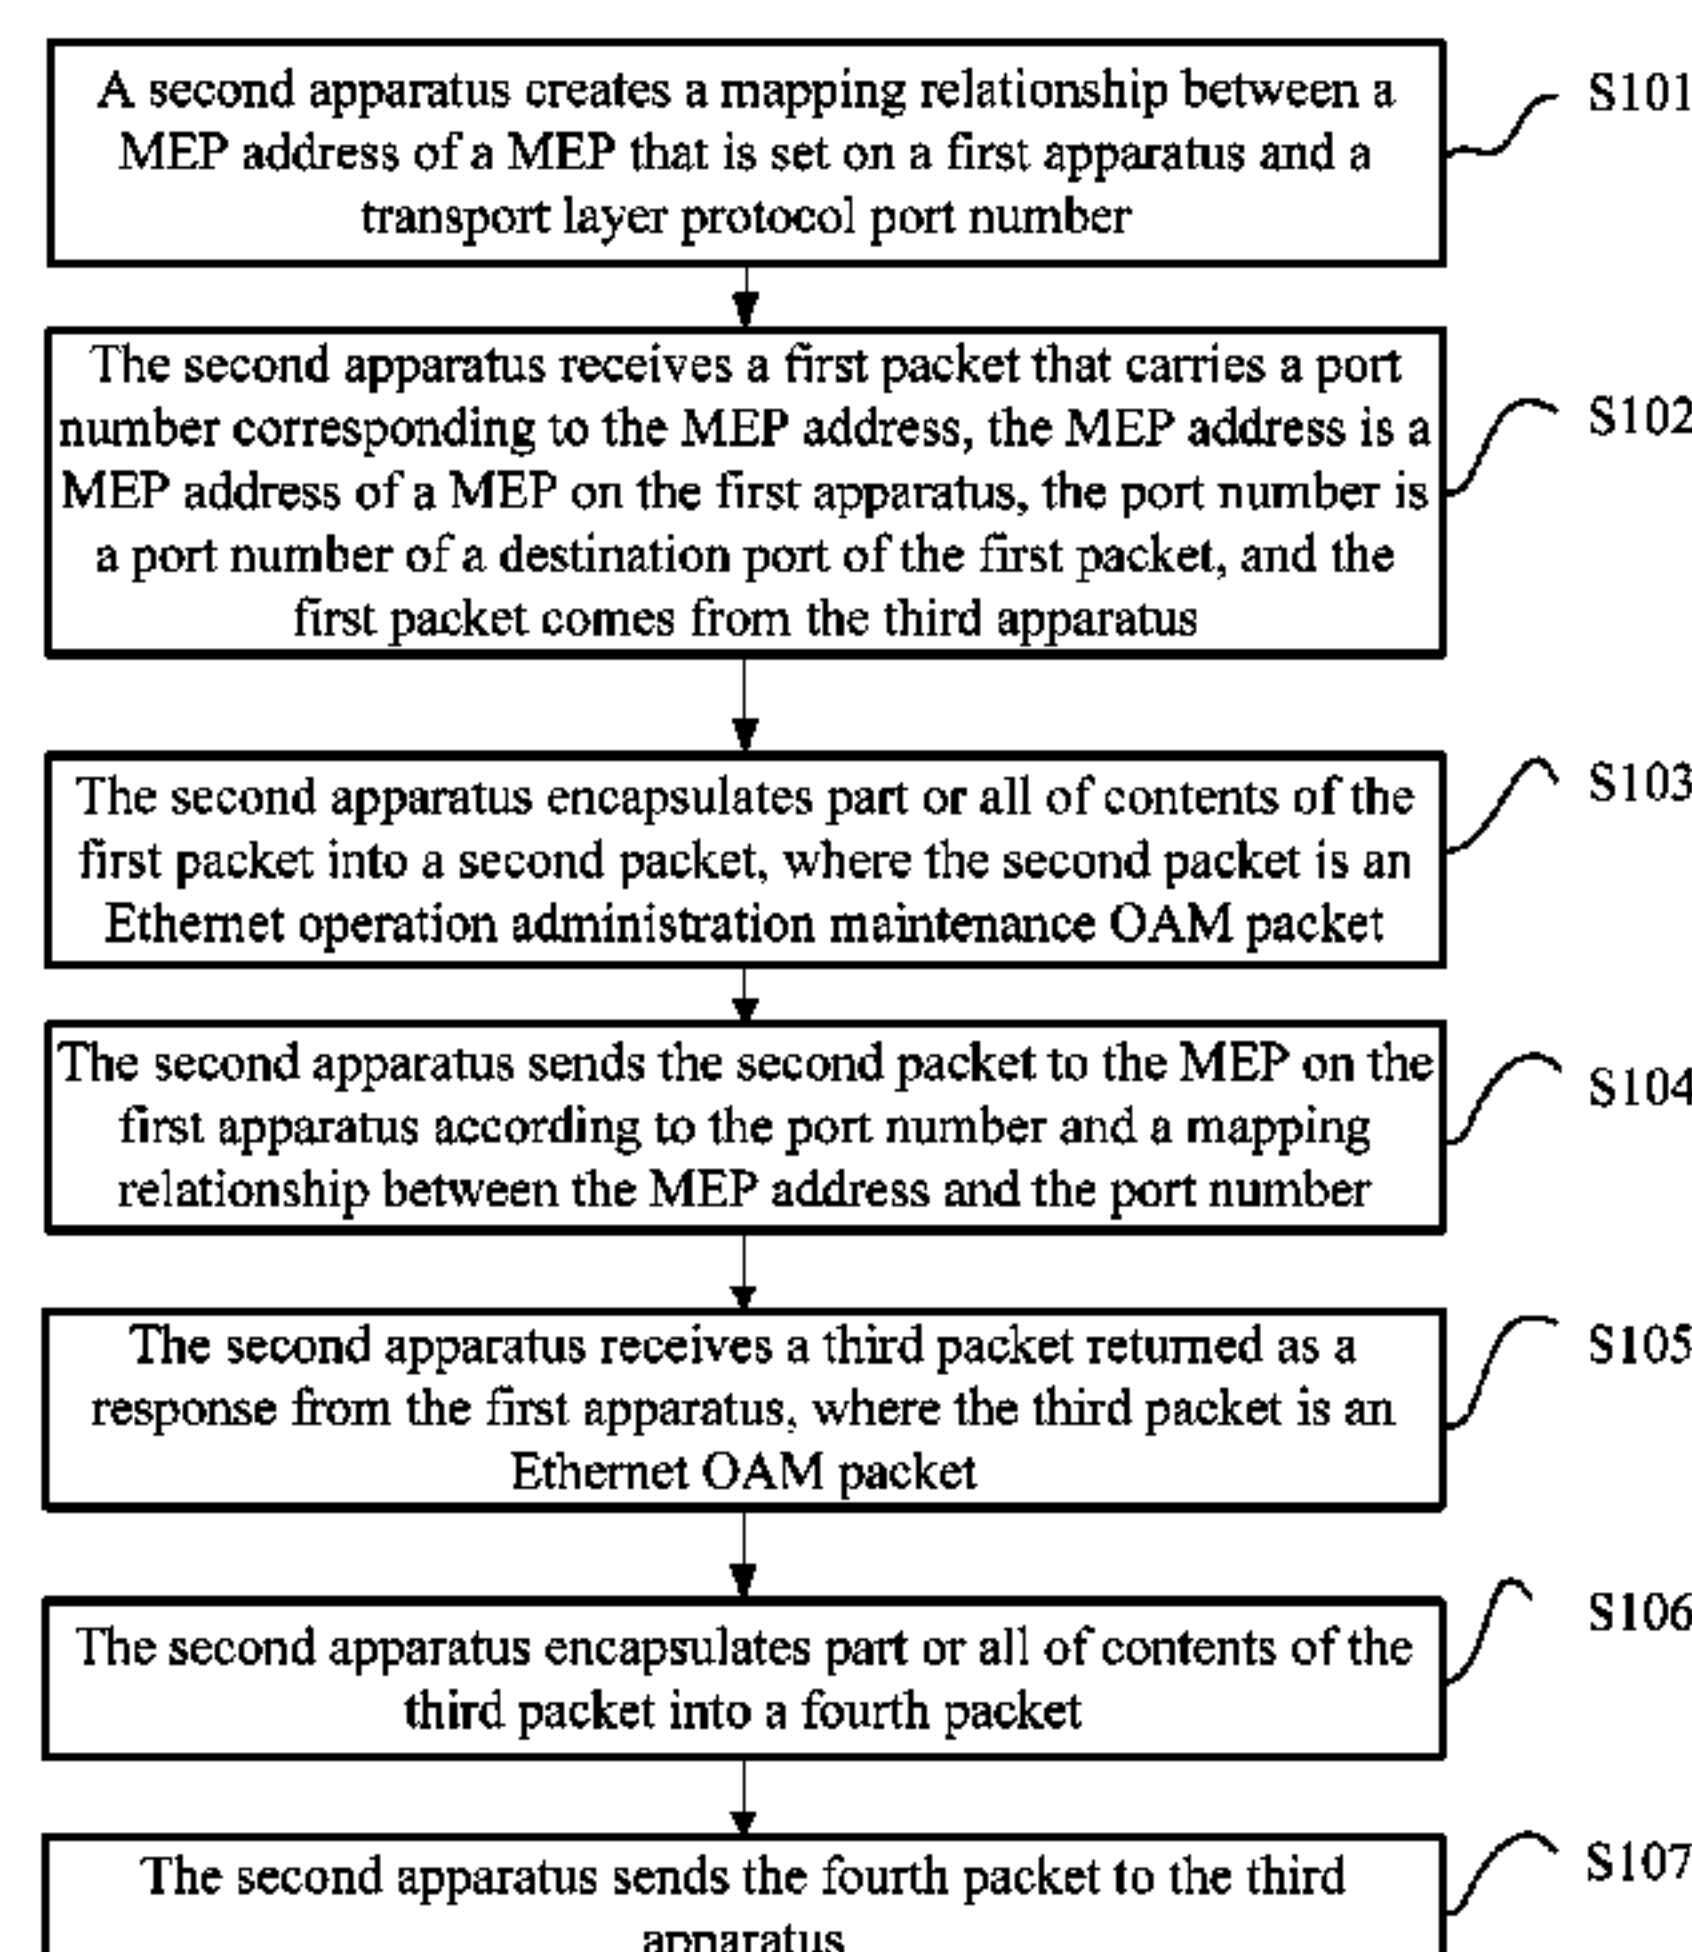 A second apparatus creates a mapping relationship between a
MEP address of a MEP that is set on a first apparatus and a
transport layer protocol port number
S101
The second apparatus receives a first packet that carries a port
number corresponding to the MEP address, the MEP address is a
MEP address of a MEP on the first apparatus, the port number is
a port number of a destination port of the first packet, and the
first packet comes from the third apparatus
S102
The second apparatus encapsulates part or all of contents of the
first packet into a second packet, where the second packet is an
Ethernet operation administration maintenance OAM packet
S103
The second apparatus sends the second packet to the MEP on the
first apparatus according to the port number and a mapping
relationship between the MEP address and the port number
S104
The second apparatus receives a third packet returned as a
response from the first apparatus, where the third packet is an
Ethernet OAM packet
S105
The second apparatus encapsulates part or all of contents of the
third packet into a fourth packet
S106
The second apparatus sends the fourth packet to the third
apparatus
S107